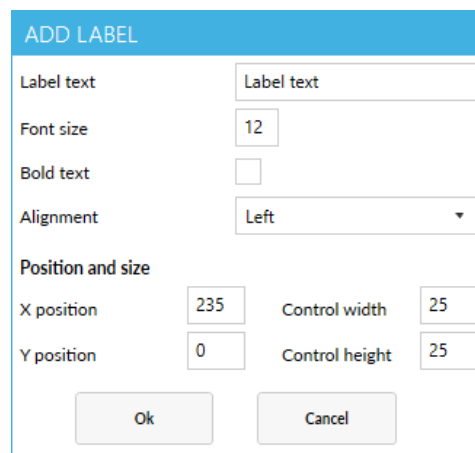 ADD LABEL
Label text Label text
Font size 12
Bold text
Alignment Left
Position and size
X position 235 Control width 25
Y position 0 Control height 25
Ok Cancel